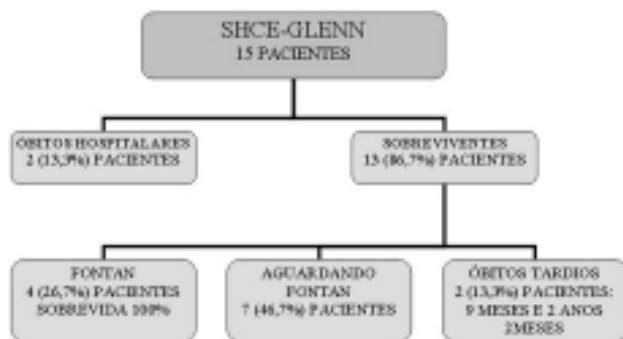 SHCE-GLENN
15 PACIENTES
ÓBITOS HOSPITALARES
2 (13,3%) PACIENTES
SOBREVIVENTES
13 (86,7%) PACIENTES
FONTAN
4 (26,7%) PACIENTES
SOBREVIDA 100%
AGUARDANDO
FONTAN
7 (46,7%) PACIENTES
ÓBITOS TARDIOS
2 (13,3%) PACIENTES:
9 MESES E 2 ANOS
2MESES